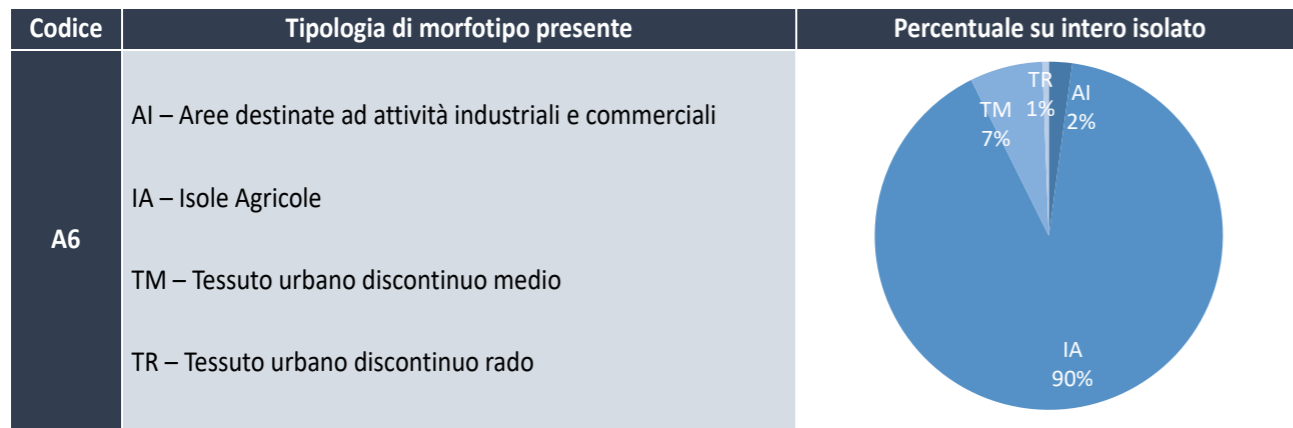 Codice
Tipologia di morfotipo presente
Percentuale su intero isolato
A6
AI – Aree destinate ad attività industriali e commerciali
IA – Isole Agricole
TM – Tessuto urbano discontinuo medio
TR – Tessuto urbano discontinuo rado
TR
1%
AI
2%
TM
7%
IA
90%